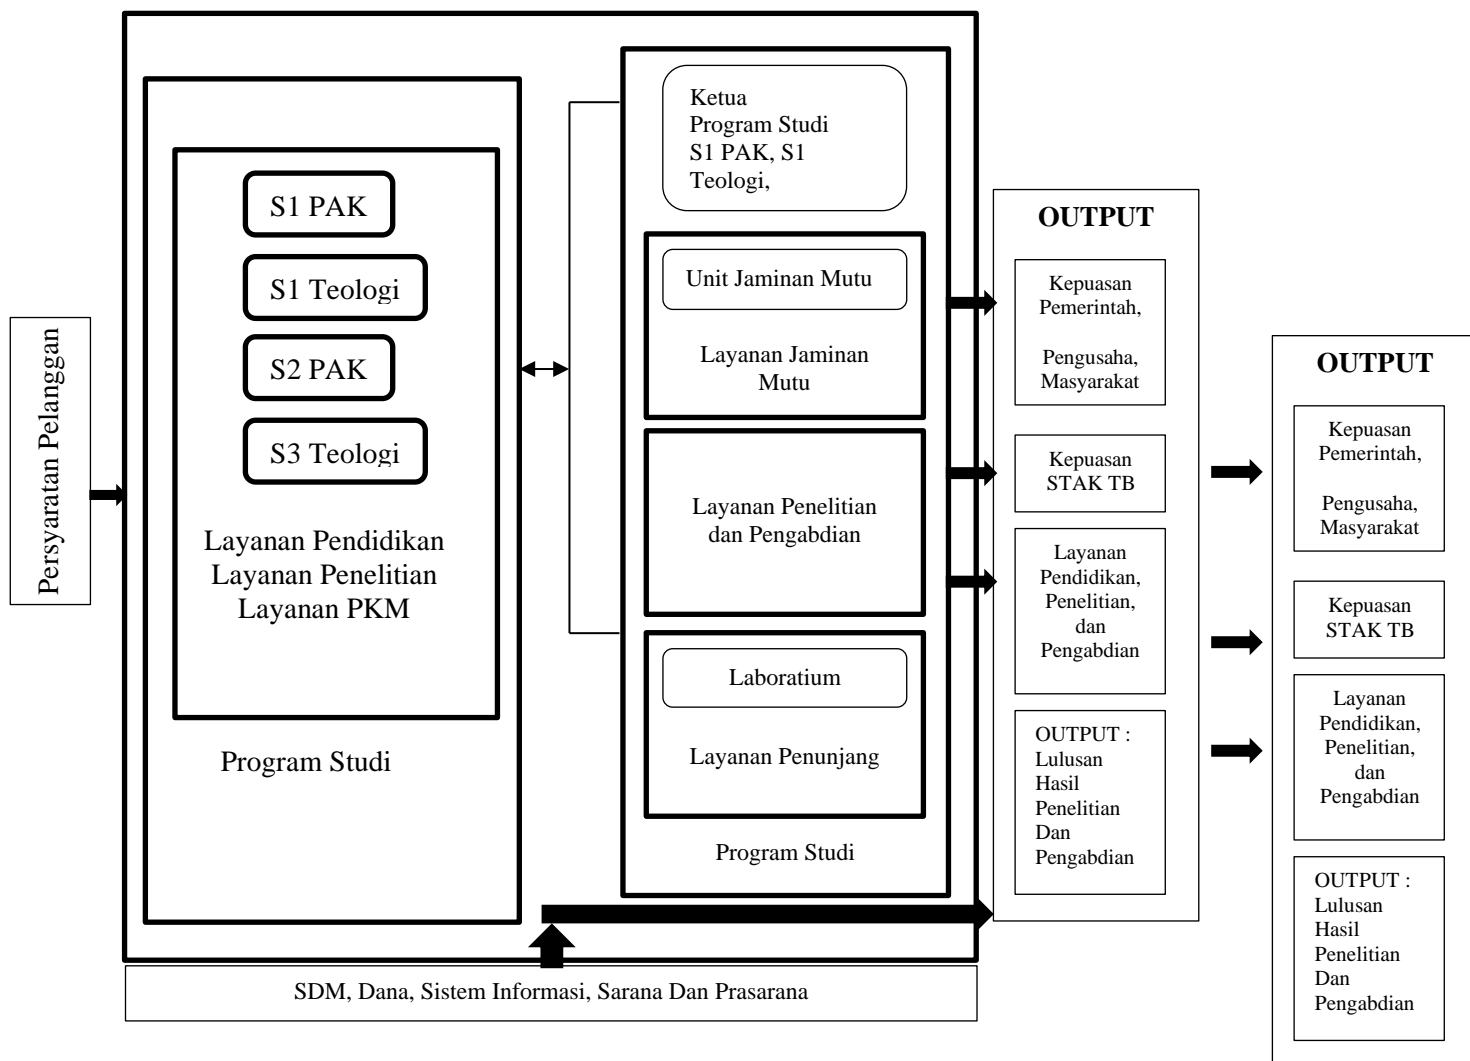 Persyaratan Pelanggan
S1 PAK
S1 Teologi
S2 PAK
S3 Teologi
Layanan Pendidikan
Layanan Penelitian
Layanan PKM
Program Studi
Ketua
Program Studi
S1 PAK, S1
Teologi,
Unit Jaminan Mutu
Layanan Jaminan
Mutu
Layanan Penelitian
dan Pengabdian
Laboratium
Layanan Penunjang
Program Studi
SDM, Dana, Sistem Informasi, Sarana Dan Prasarana
OUTPUT
Kepuasan
Pemerintah,
Pengusaha,
Masyarakat
Kepuasan
STAK TB
Layanan
Pendidikan,
Penelitian,
dan
Pengabdian
OUTPUT :
Lulusan
Hasil
Penelitian
Dan
Pengabdian
OUTPUT
Kepuasan
Pemerintah,
Pengusaha,
Masyarakat
Kepuasan
STAK TB
Layanan
Pendidikan,
Penelitian,
dan
Pengabdian
OUTPUT :
Lulusan
Hasil
Penelitian
Dan
Pengabdian